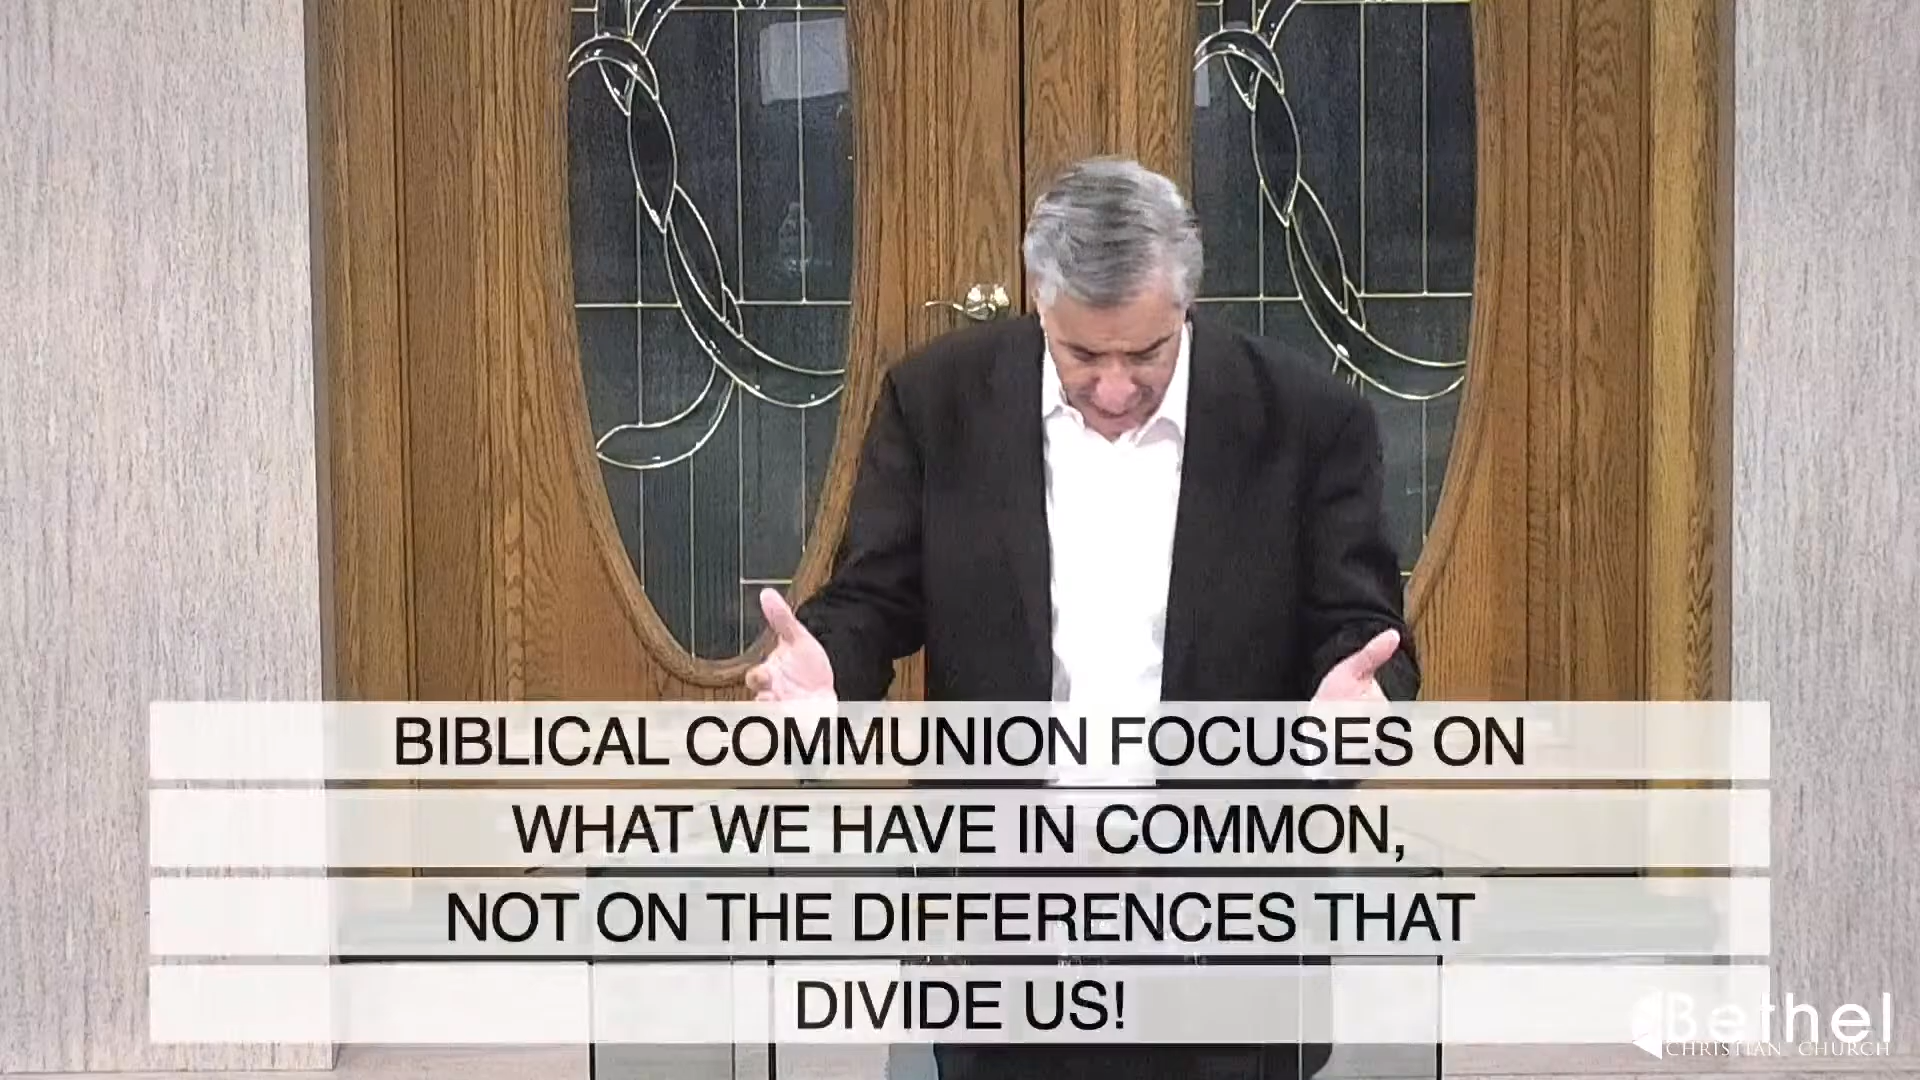 BIBLICAL COMMUNION FOCUSES ON
WHAT WE HAVE IN COMMON,
NOT ON THE DIFFERENCES THAT
DIVIDE US!
Bethel
CHRISTIAN CHURCH